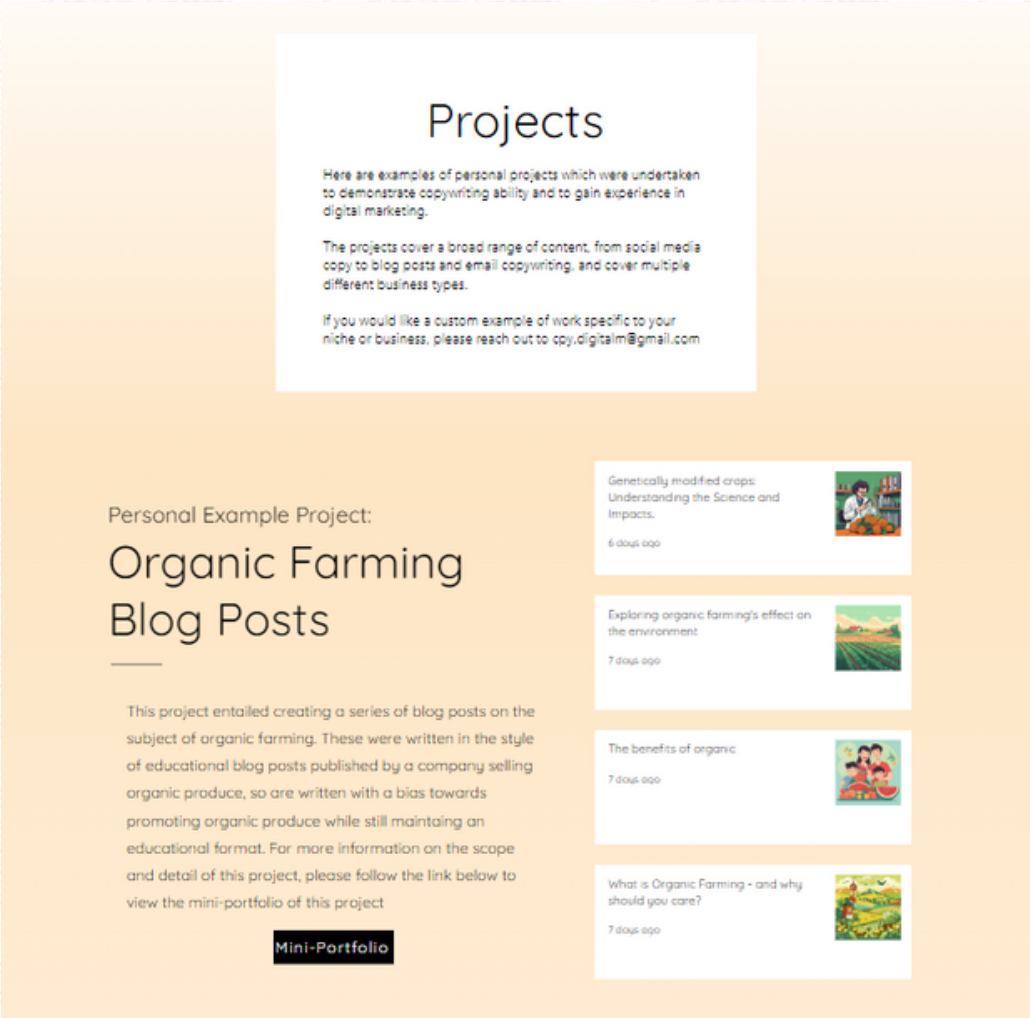 Projects
Here are examples of personal projects which were undertaken
to demonstrate copywriting ability and to gain experience in
digital marketing.
The projects cover a broad range of content, from social media
copy to blog posts and email copywriting, and cover multiple
different business types.
If you would like a custom example of work specific to your
niche or business, please reach out to cpy.digitalm@gmail.com
Personal Example Project:
Organic Farming
Blog Posts
This project entailed creating a series of blog posts on the
subject of organic farming. These were written in the style
of educational blog posts published by a company selling
organic produce, so are written with a bias towards
promoting organic produce while still maintaing an
educational format. For more information on the scope
and detail of this project, please follow the link below to
view the mini-portfolio of this project
Mini-Portfolio
Genetically modified crops:
Understanding the Science and
Impacts.
6 days ago
Exploring organic farming's effect on
the environment
7 days ago
The benefits of organic
7 days ago
What is Organic Farming - and why
should you care?
7 days ago